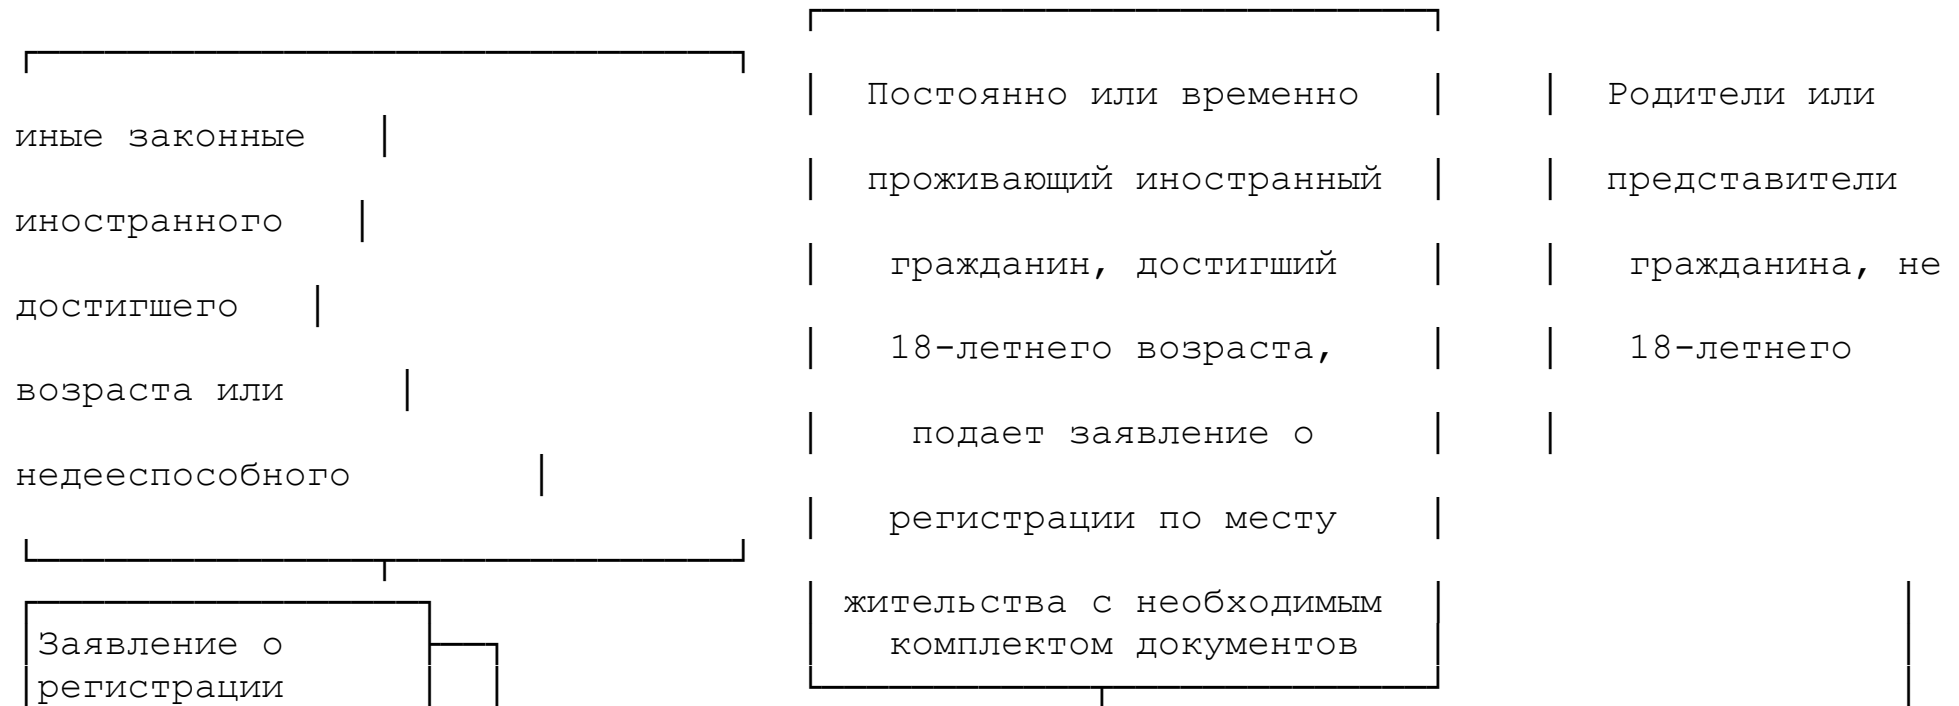 Постоянно или временно Родители или
иные законные
проживающий иностранный представители
иностранного
гражданин, достигший гражданина, не
достигшего
18-летнего возраста, 18-летнего
возраста или
подает заявление о
недееспособного
регистрации по месту
жительства с необходимым
Заявление о комплектом документов
регистрации